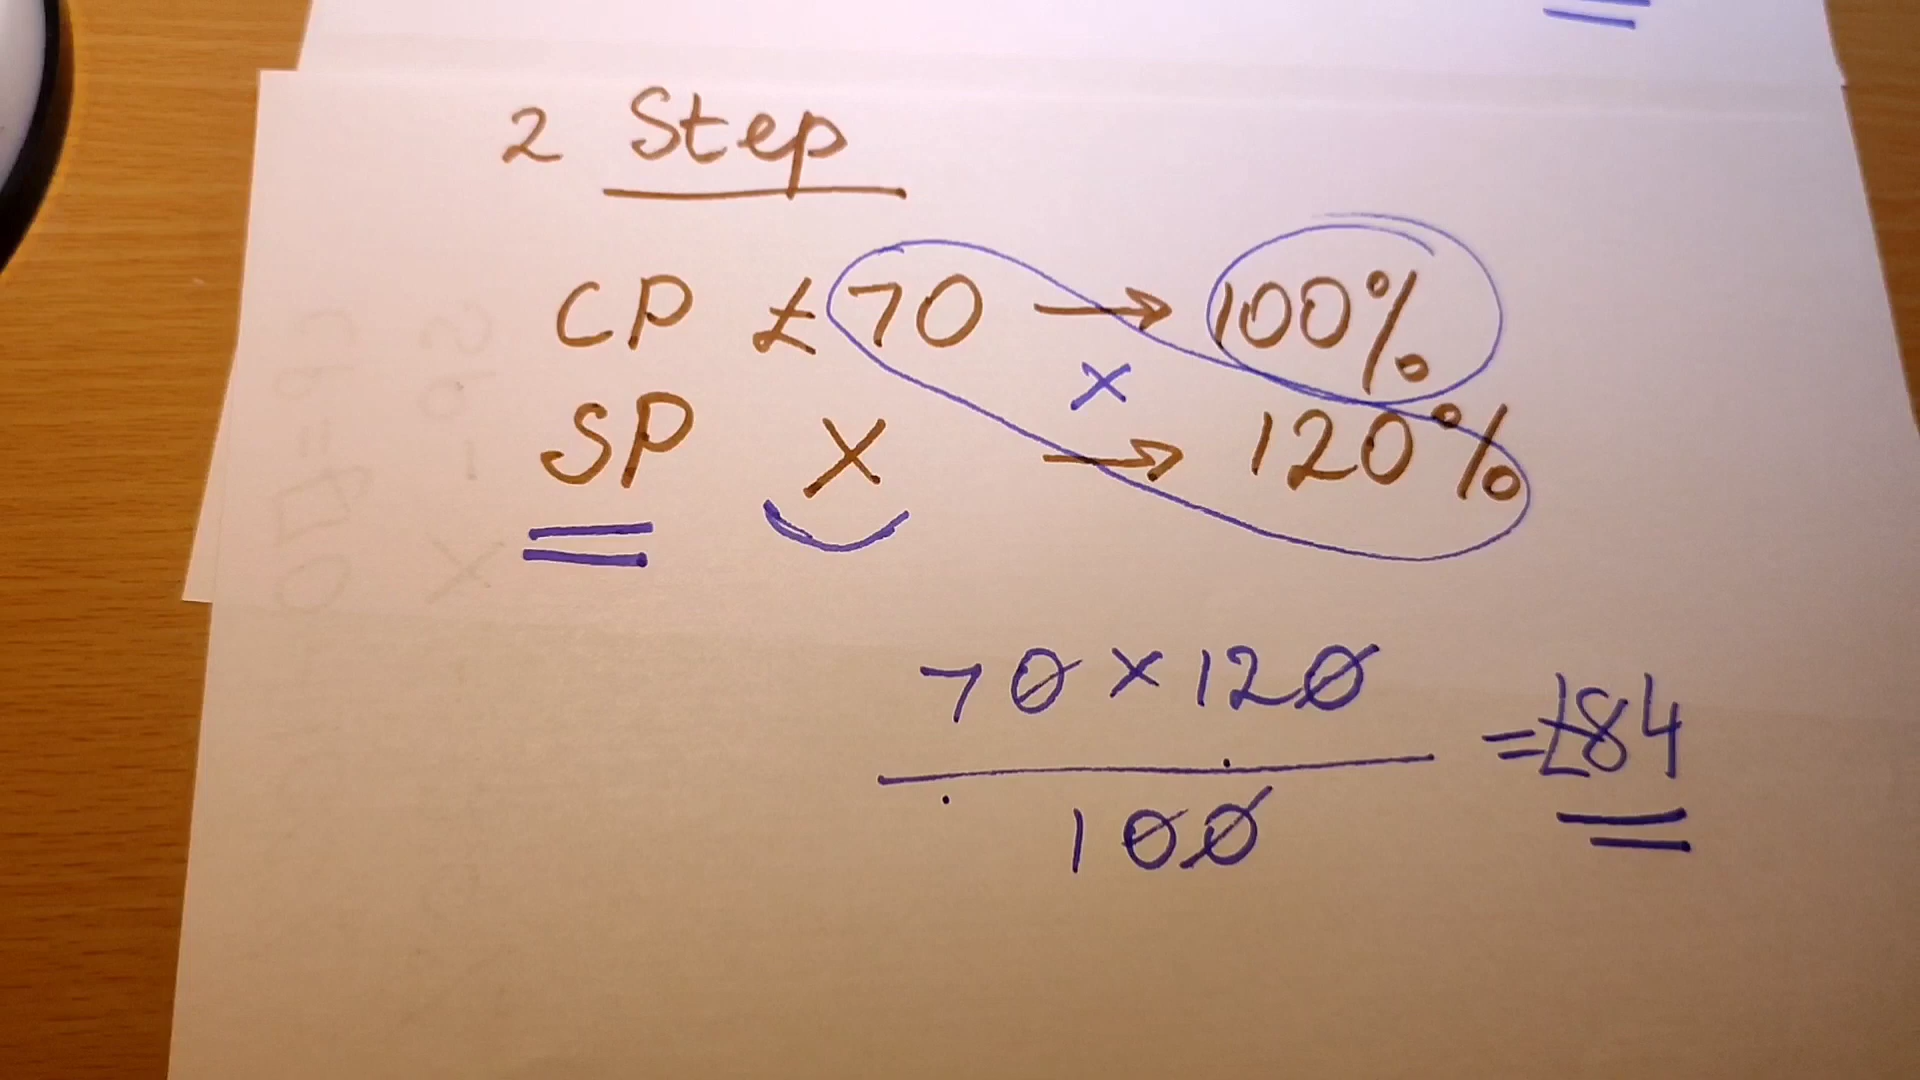 2 Step
CP £70 → 100%
×
SP X → 120%
70 × 120
100
= £84